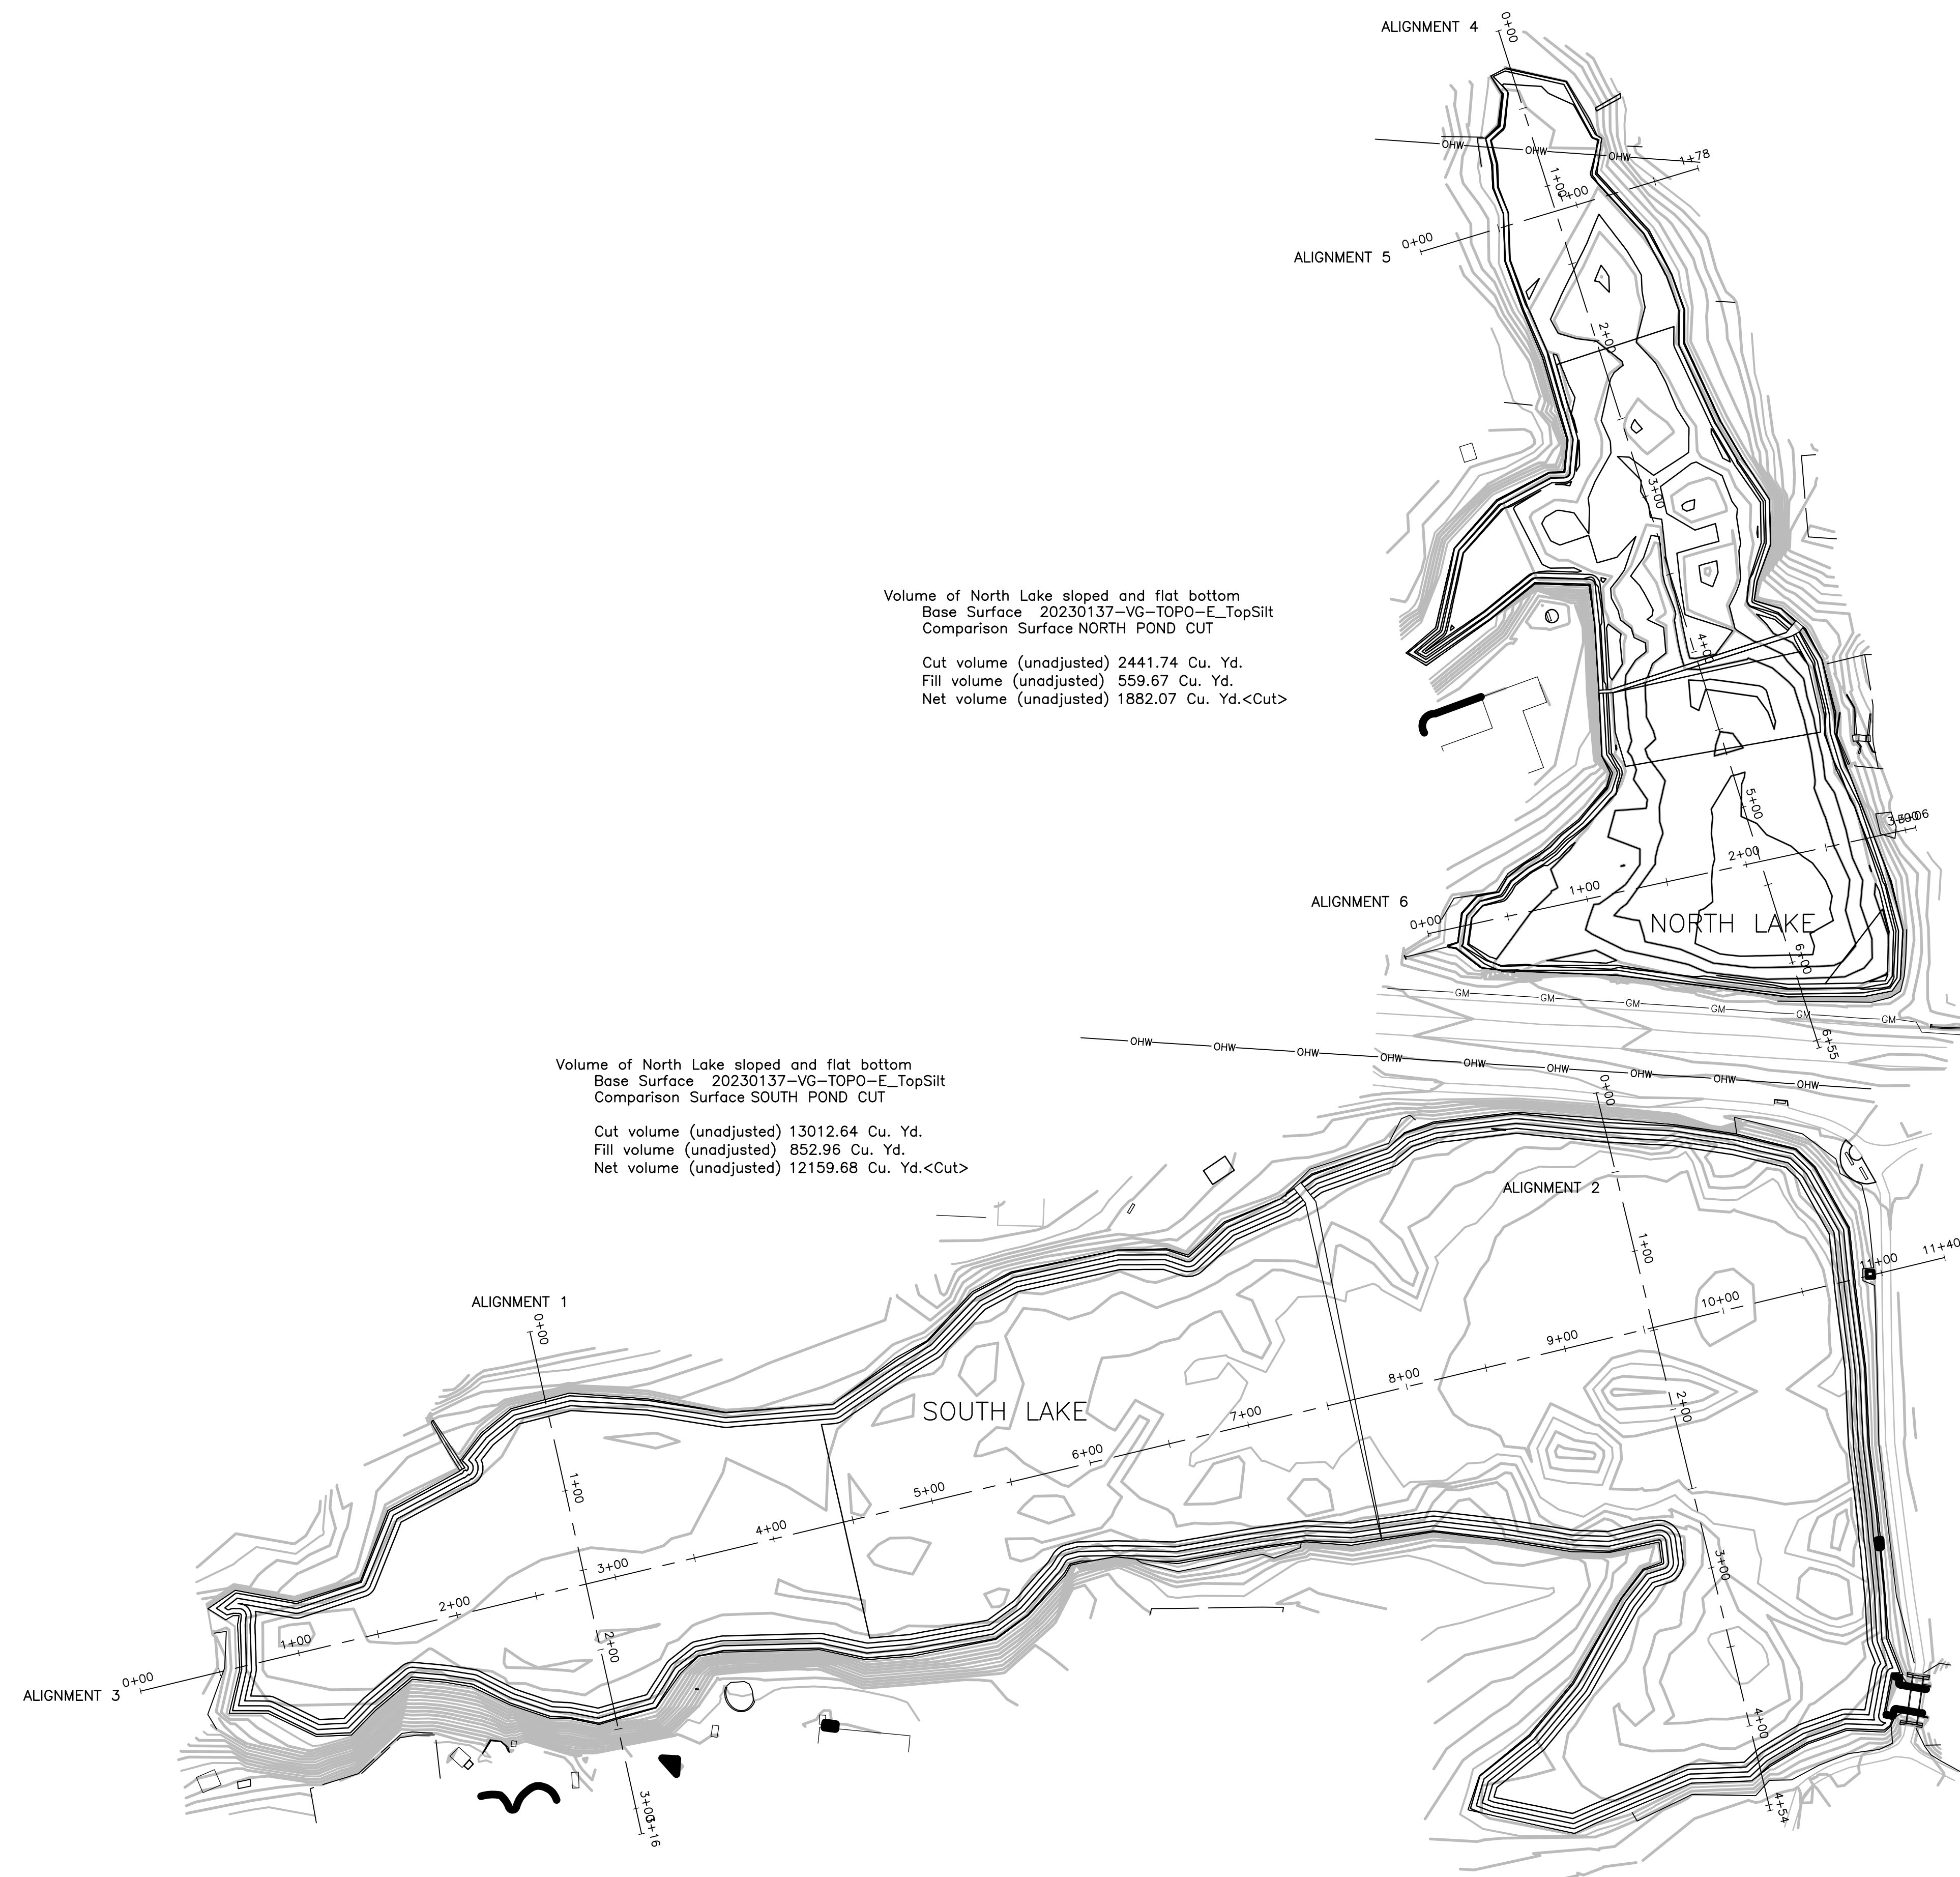 ALIGNMENT 4
0+00
OHW OHW OHW
1+78
1+00
1+00
0+00
ALIGNMENT 5
2+00
3+00
Volume of North Lake sloped and flat bottom
Base Surface 20230137-VG-TOPO-E_TopSilt
Comparison Surface NORTH POND CUT
Cut volume (unadjusted) 2441.74 Cu. Yd.
Fill volume (unadjusted) 559.67 Cu. Yd.
Net volume (unadjusted) 1882.07 Cu. Yd.<Cut>
4+00
5+00
2+00
1+00
ALIGNMENT 6
0+00
NORTH LAKE
6+00
GM GM GM GM GM GM
6+55
OHW OHW OHW OHW OHW OHW OHW OHW OHW
Volume of North Lake sloped and flat bottom
Base Surface 20230137-VG-TOPO-E_TopSilt
Comparison Surface SOUTH POND CUT
Cut volume (unadjusted) 13012.64 Cu. Yd.
Fill volume (unadjusted) 852.96 Cu. Yd.
Net volume (unadjusted) 12159.68 Cu. Yd.<Cut>
0+00
ALIGNMENT 2
1+00
11+40
11+00
10+00
9+00
8+00
7+00
6+00
5+00
4+00
3+00
2+00
1+00
0+00
ALIGNMENT 3
ALIGNMENT 1
0+00
SOUTH LAKE
1+00
2+00
3+00
3+16
2+00
3+00
4+00
4+54